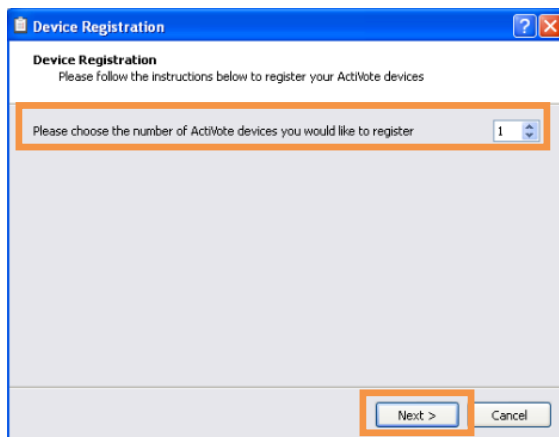 Device Registration
Device Registration
Please follow the instructions below to register your ActiVote devices
Please choose the number of ActiVote devices you would like to register 1
Next >
Cancel